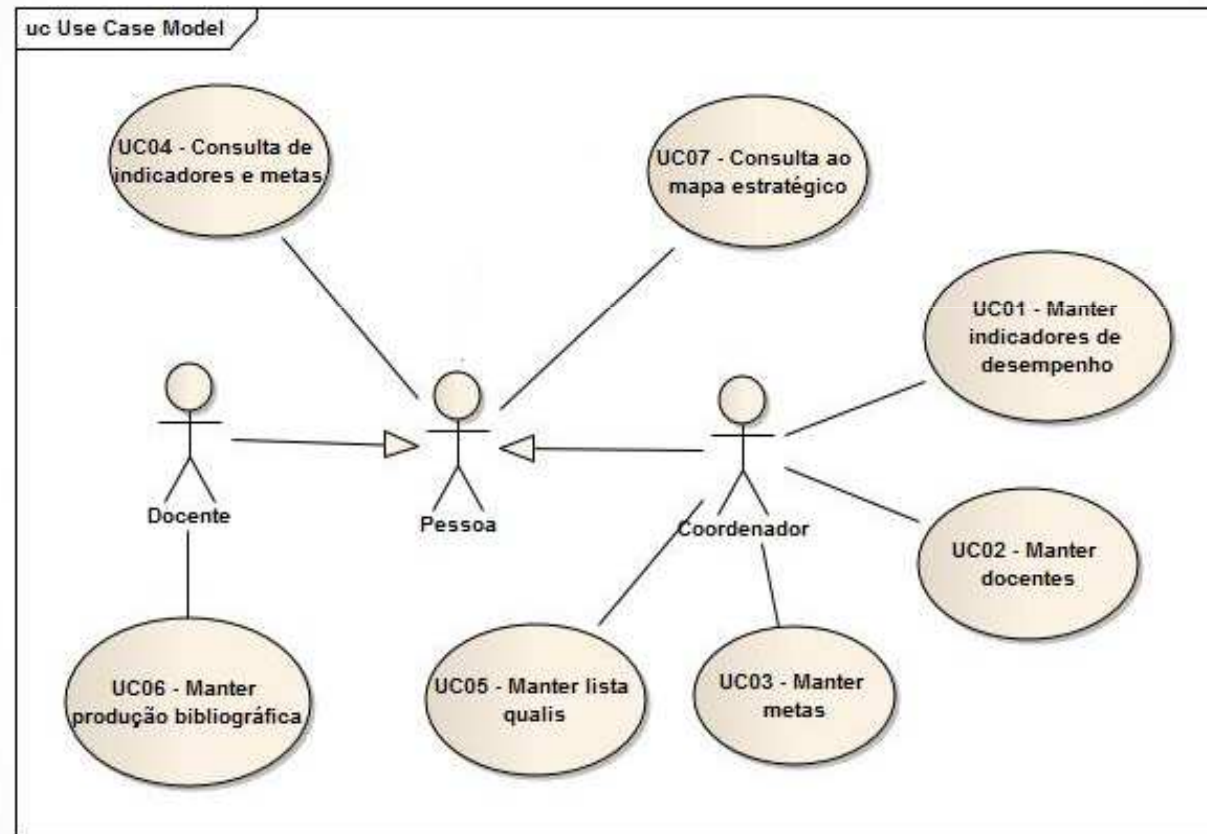 uc Use Case Model
UC04 - Consulta de
indicadores e metas
UC07 - Consulta ao
mapa estratégico
UC01 - Manter
indicadores de
desempenho
Docente
Pessoa
Coordenador
UC02 - Manter
docentes
UC06 - Manter
produção bibliográfica
UC05 - Manter lista
qualis
UC03 - Manter
metas